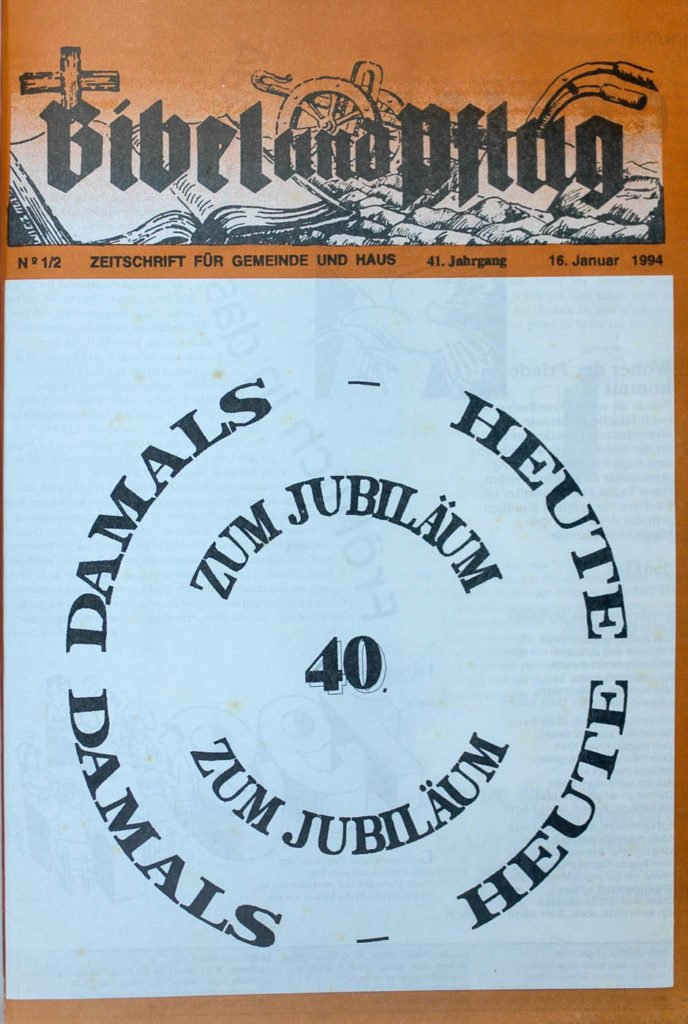 Bibel und Pflug
Nº 1/2 ZEITSCHRIFT FÜR GEMEINDE UND HAUS 41. Jahrgang 16. Januar 1994
DAMALS – HEUTE
ZUM JUBILÄUM
40.
ZUM JUBILÄUM
DAMALS – HEUTE